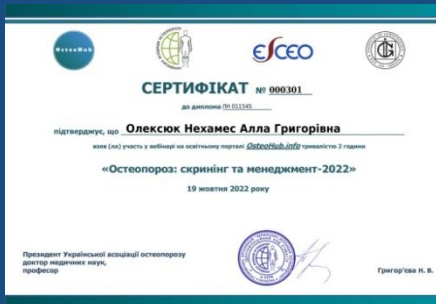 OsteoHub
ESCEO
СЕРТИФІКАТ № 000301
до диплома ПН 011545
підтверджує, що Олексюк Нехамес Алла Григорівна
взяв (ла) участь у вебінарі на освітньому порталі OsteoHub.info тривалістю 2 години
«Остеопороз: скринінг та менеджмент-2022»
19 жовтня 2022 року
Президент Української асоціації остеопорозу
доктор медичних наук,
професор
Григор'єва Н. В.